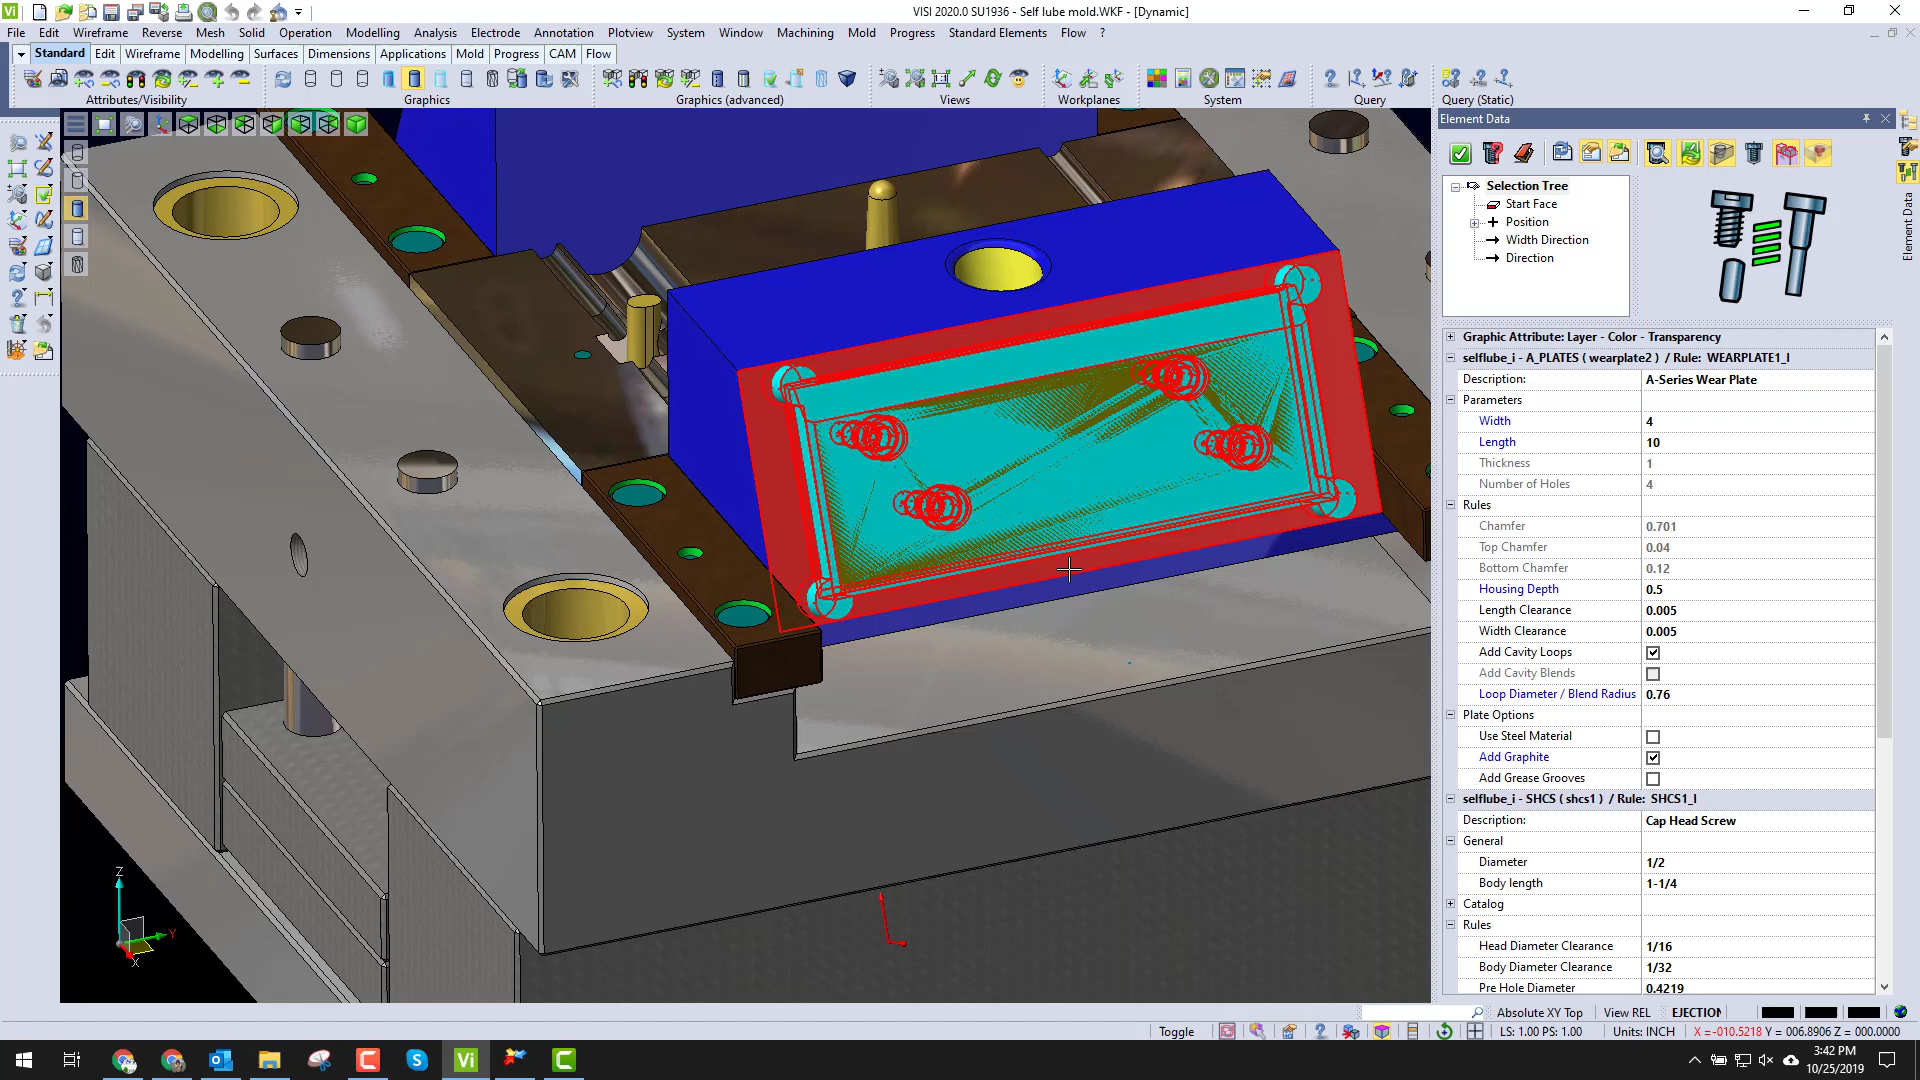 Vi VISI 2020.0 SU1936 - Self lube mold.WKF - [Dynamic]
File Edit Wireframe Reverse Mesh Solid Operation Modelling Analysis Electrode Annotation Plotview System Window Machining Mold Progress Standard Elements Flow ?
Standard Edit Wireframe Modelling Surfaces Dimensions Applications Mold Progress CAM Flow
Attributes/Visibility Graphics Graphics (advanced) Views Workplanes System Query Query (Static)
Element Data
Selection Tree
Start Face
Position
Width Direction
Direction
Element Data
Graphic Attribute: Layer - Color - Transparency
selflube_i - A_PLATES ( wearplate2 ) / Rule: WEARPLATE1_I
Description: A-Series Wear Plate
Parameters
Width 4
Length 10
Thickness 1
Number of Holes 4
Rules
Chamfer 0.701
Top Chamfer 0.04
Bottom Chamfer 0.12
Housing Depth 0.5
Length Clearance 0.005
Width Clearance 0.005
Add Cavity Loops
Add Cavity Blends
Loop Diameter / Blend Radius 0.76
Plate Options
Use Steel Material
Add Graphite
Add Grease Grooves
selflube_i - SHCS ( shcs1 ) / Rule: SHCS1_I
Description: Cap Head Screw
General
Diameter 1/2
Body length 1-1/4
Catalog
Rules
Head Diameter Clearance 1/16
Body Diameter Clearance 1/32
Pre Hole Diameter 0.4219
Z
Y
X
Absolute XY Top View REL EJECTION
Toggle LS: 1.00 PS: 1.00 Units: INCH X = -010.5218 Y = 006.8906 Z = 000.0000
Vi
3:42 PM
10/25/2019